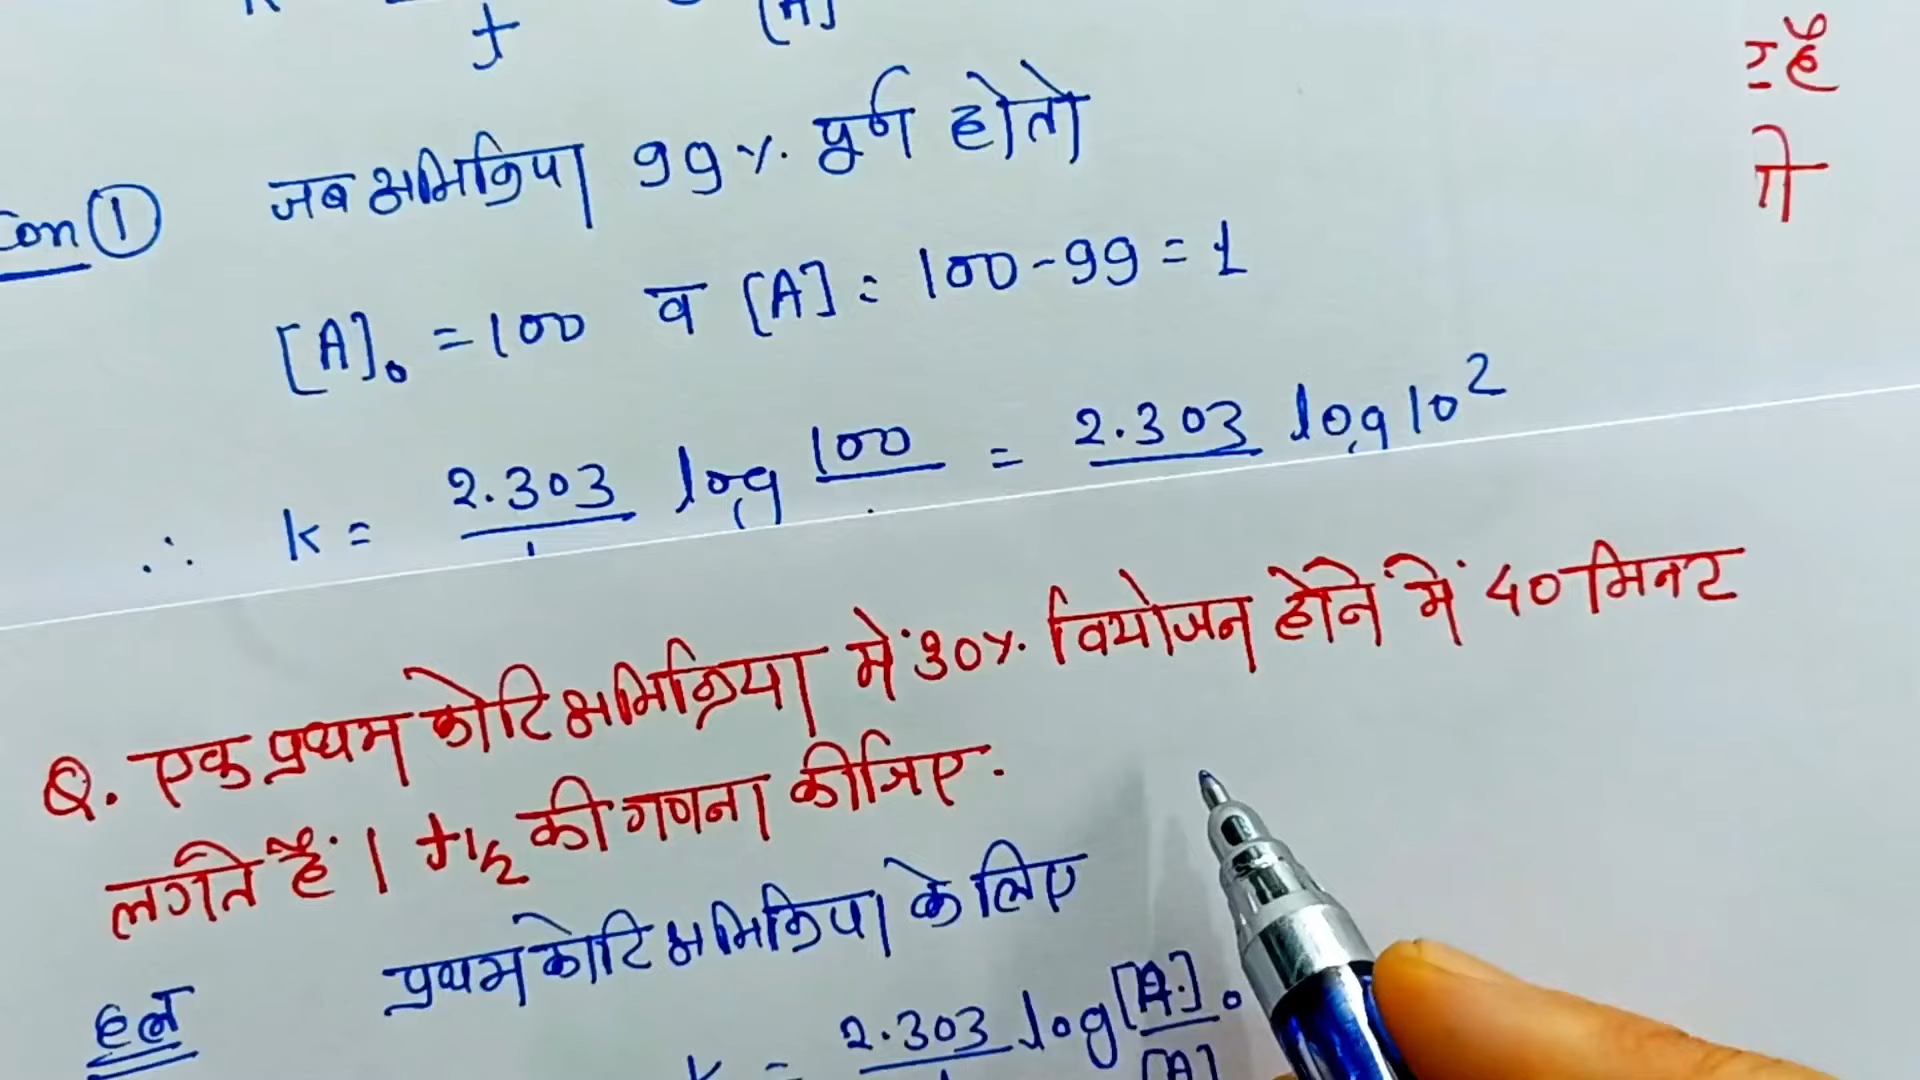 t [A]
रहे
ते
जब अभिक्रिया 99% पूर्ण हो तो
Con ①
[A]₀ = 100 व [A] = 100-99 = 1
∴ k = 2.303 log 100 = 2.303 log 10²
Q. एक प्रथम कोटि अभिक्रिया में 30% वियोजन होने में 40 मिनट
लगते हैं। t½ की गणना कीजिए.
हल प्रथम कोटि अभिक्रिया के लिए
k = 2.303 log [A]₀
[A]